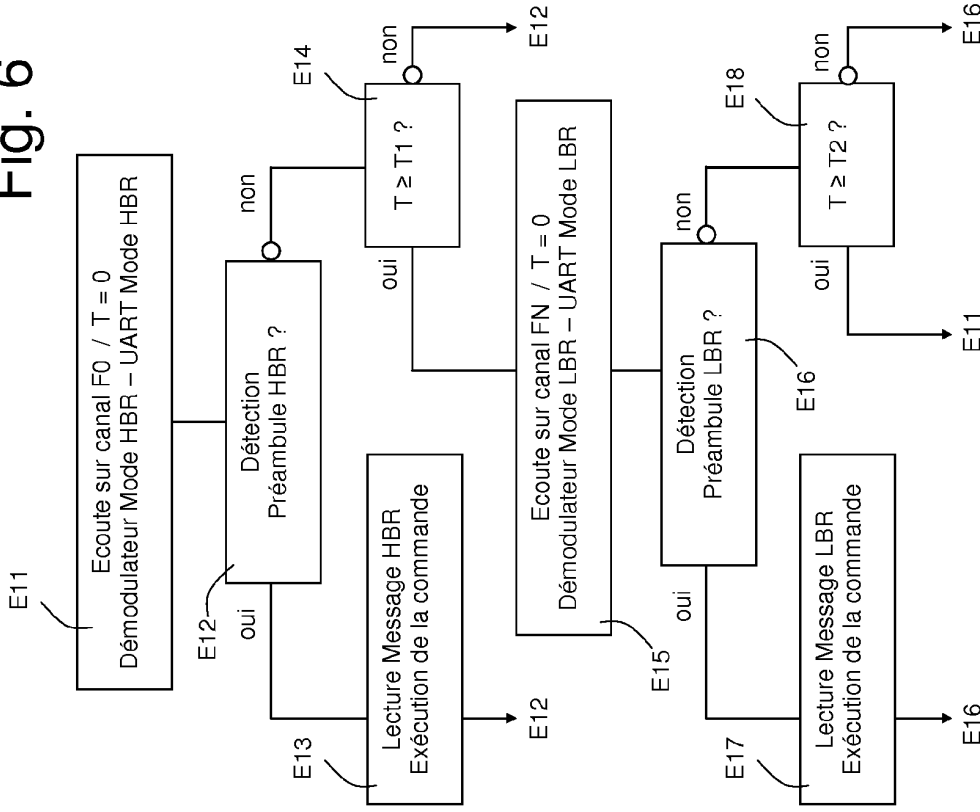 Fig. 6
E11
Ecoute sur canal F0 / T = 0
Démodulateur Mode HBR – UART Mode HBR
E12
Détection
Préambule HBR ?
oui
non
E13
Lecture Message HBR
Exécution de la commande
E12
E14
T ≥ T1 ?
oui
non
E12
E15
Ecoute sur canal FN / T = 0
Démodulateur Mode LBR – UART Mode LBR
Détection
Préambule LBR ?
E16
oui
non
E17
Lecture Message LBR
Exécution de la commande
E16
E18
T ≥ T2 ?
oui
non
E11
E16